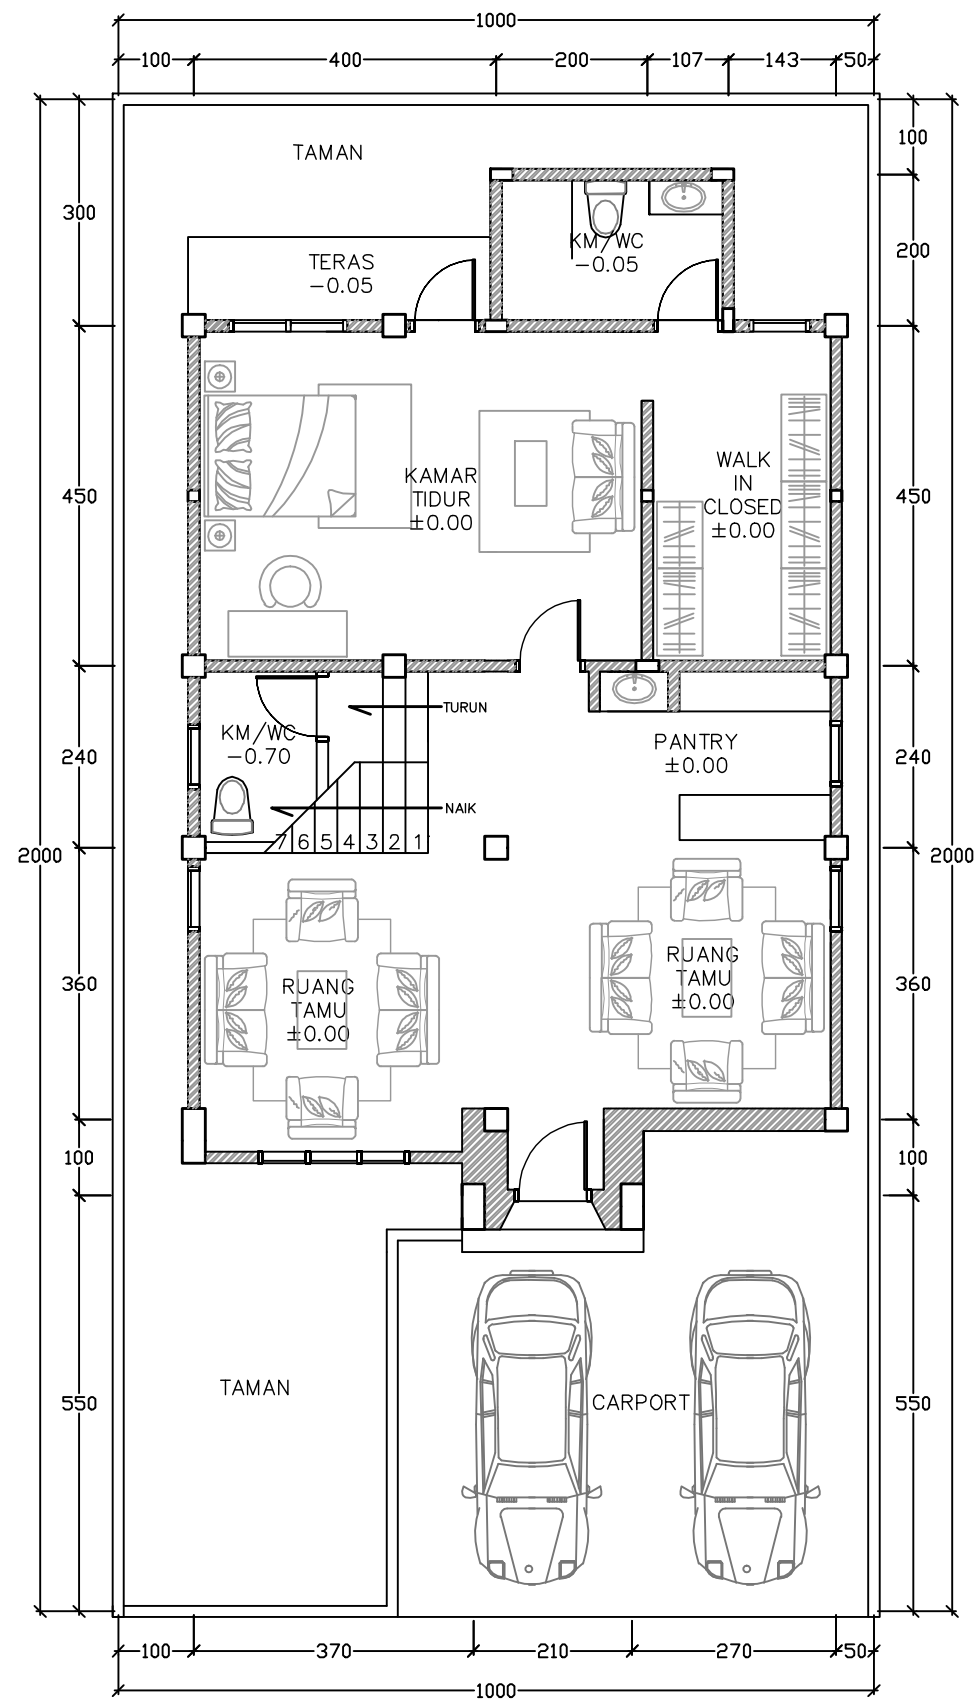 1000
100 400 200 107 143 50
TAMAN
100
300
KM/WC
-0.05
200
TERAS
-0.05
KAMAR
TIDUR
±0.00
WALK
IN
CLOSED
±0.00
450
450
TURUN
KM/WC
-0.70
PANTRY
±0.00
240
240
NAIK
7 6 5 4 3 2 1
2000
2000
RUANG
TAMU
±0.00
RUANG
TAMU
±0.00
360
360
100
100
TAMAN
CARPORT
550
550
100 370 210 270 50
1000